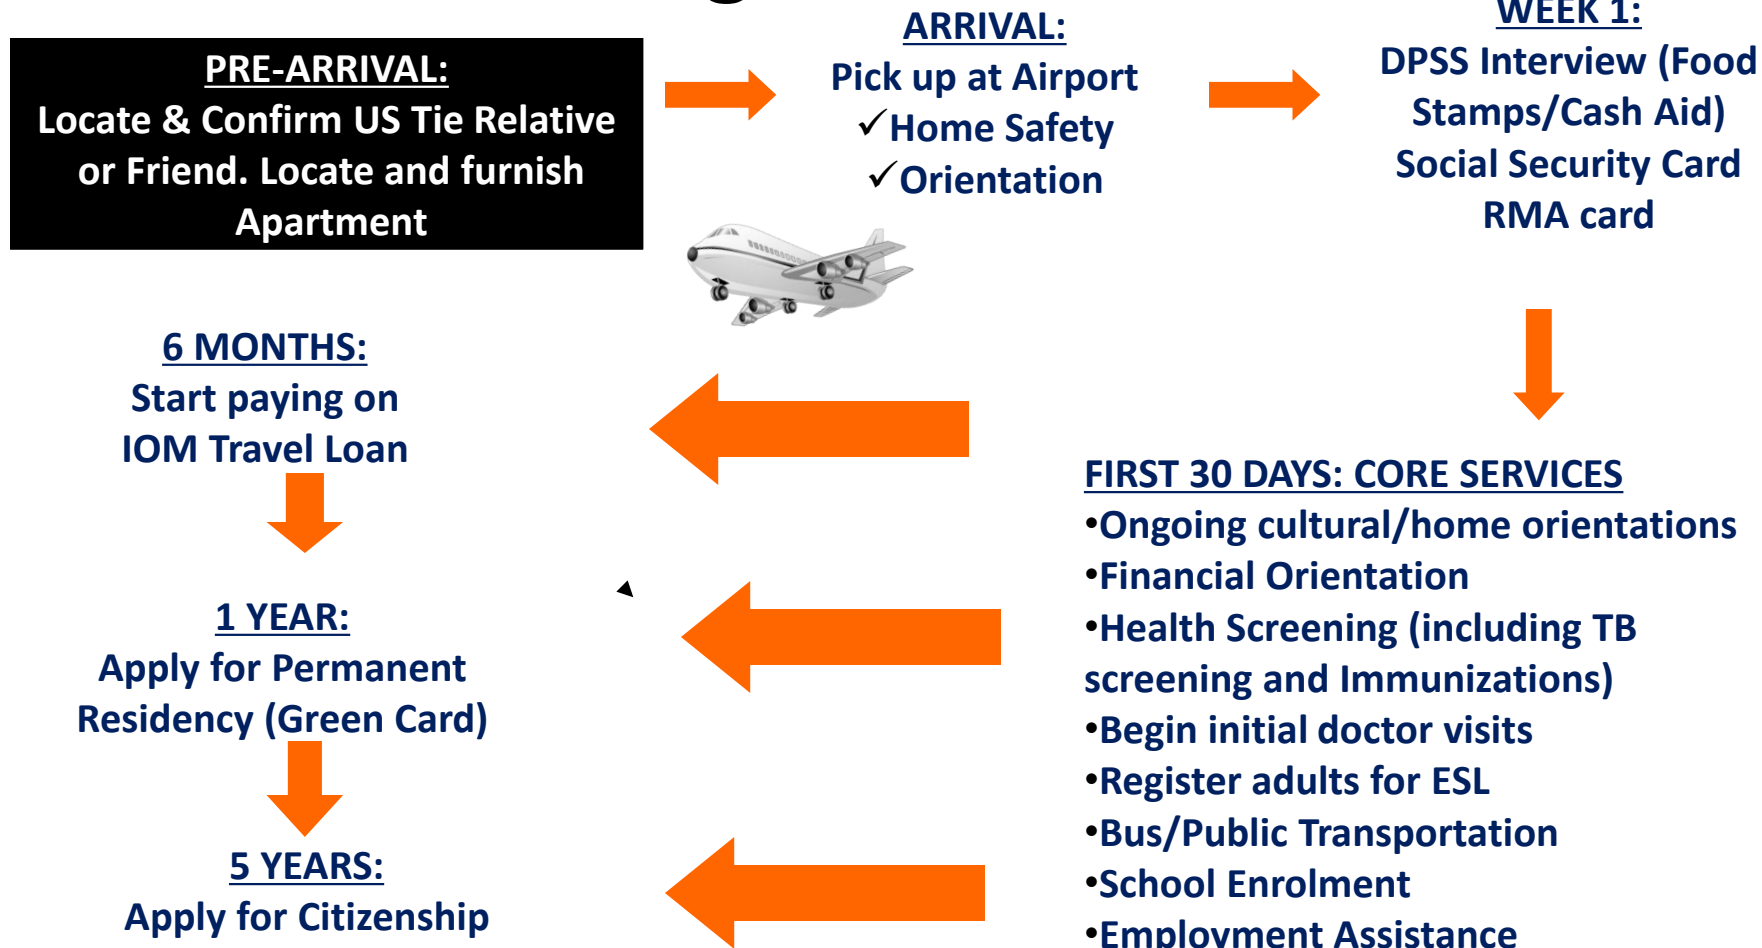 PRE-ARRIVAL:
Locate & Confirm US Tie Relative
or Friend. Locate and furnish
Apartment
ARRIVAL:
Pick up at Airport
✓Home Safety
✓Orientation
WEEK 1:
DPSS Interview (Food
Stamps/Cash Aid)
Social Security Card
RMA card
FIRST 30 DAYS: CORE SERVICES
•Ongoing cultural/home orientations
•Financial Orientation
•Health Screening (including TB
screening and Immunizations)
•Begin initial doctor visits
•Register adults for ESL
•Bus/Public Transportation
•School Enrolment
•Employment Assistance
6 MONTHS:
Start paying on
IOM Travel Loan
1 YEAR:
Apply for Permanent
Residency (Green Card)
5 YEARS:
Apply for Citizenship